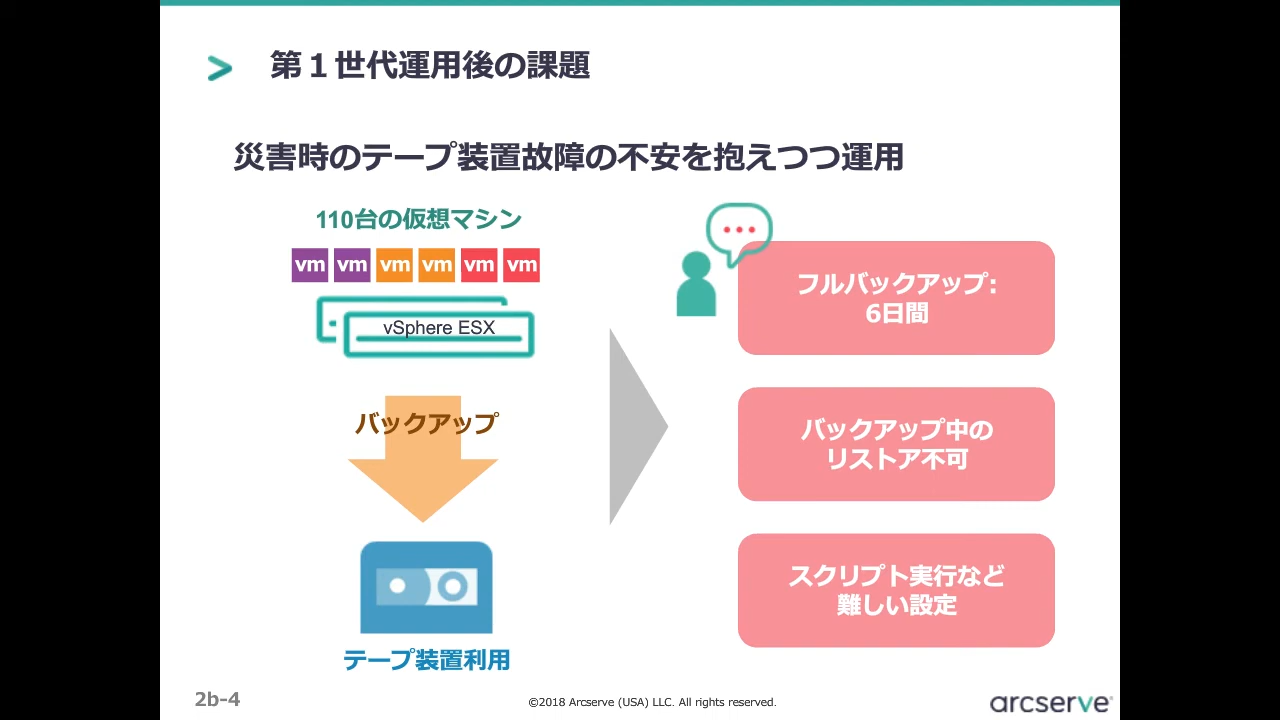 第１世代運用後の課題
災害時のテープ装置故障の不安を抱えつつ運用
110台の仮想マシン
vm vm vm vm vm vm
vSphere ESX
バックアップ
テープ装置利用
フルバックアップ：
6日間
バックアップ中の
リストア不可
スクリプト実行など
難しい設定
2b-4
©2018 Arcserve (USA) LLC. All rights reserved.
arcserve®